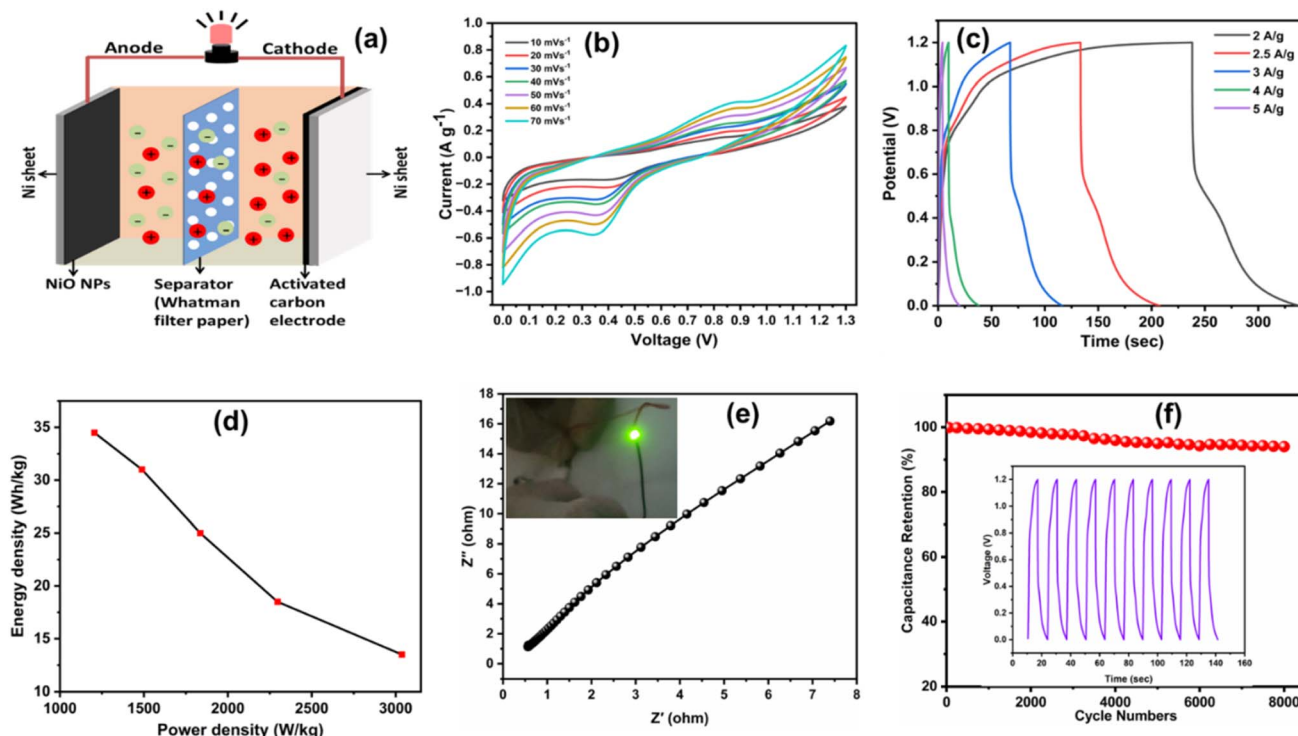 (a)
Anode
Cathode
Ni sheet
Ni sheet
NiO NPs
Separator
(Whatman
filter paper)
Activated
carbon
electrode
(b)
10 mVs⁻¹
20 mVs⁻¹
30 mVs⁻¹
40 mVs⁻¹
50 mVs⁻¹
60 mVs⁻¹
70 mVs⁻¹
Current (A g⁻¹)
1.0
0.8
0.6
0.4
0.2
0.0
−0.2
−0.4
−0.6
−0.8
−1.0
0.0 0.1 0.2 0.3 0.4 0.5 0.6 0.7 0.8 0.9 1.0 1.1 1.2 1.3
Voltage (V)
(c)
2 A/g
2.5 A/g
3 A/g
4 A/g
5 A/g
Potential (V)
1.2
1.0
0.8
0.6
0.4
0.2
0.0
0 50 100 150 200 250 300
Time (sec)
(d)
Energy density (Wh/kg)
35
30
25
20
15
10
1000 1500 2000 2500 3000
Power density (W/kg)
(e)
Z″ (ohm)
18
16
14
12
10
8
6
4
2
0
0 1 2 3 4 5 6 7 8
Z′ (ohm)
(f)
Capacitance Retention (%)
100
80
60
40
20
0 2000 4000 6000 8000
Cycle Numbers
Voltage (V)
1.2
1.0
0.8
0.6
0.4
0.2
0.0
0 20 40 60 80 100 120 140 160
Time (sec)